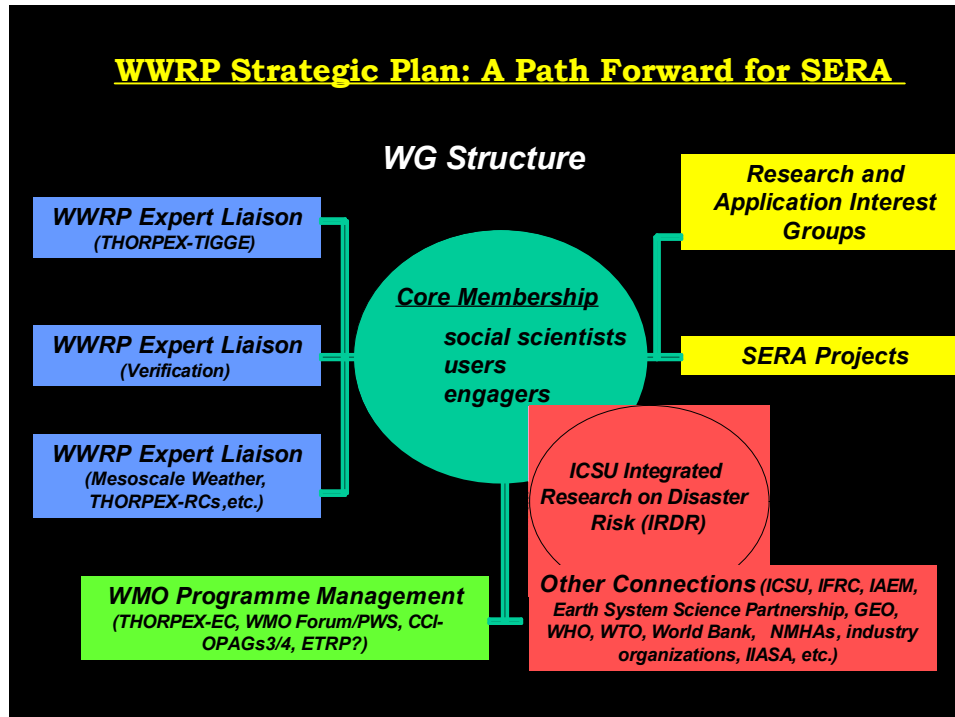 WWRP Strategic Plan: A Path Forward for SERA
WG Structure
WWRP Expert Liaison
(THORPEX-TIGGE)
WWRP Expert Liaison
(Verification)
WWRP Expert Liaison
(Mesoscale Weather,
THORPEX-RCs,etc.)
Core Membership
social scientists
users
engagers
Research and
Application Interest
Groups
SERA Projects
ICSU Integrated
Research on Disaster
Risk (IRDR)
WMO Programme Management
(THORPEX-EC, WMO Forum/PWS, CCI-
OPAGs3/4, ETRP?)
Other Connections (ICSU, IFRC, IAEM,
Earth System Science Partnership, GEO,
WHO, WTO, World Bank, NMHAs, industry
organizations, IIASA, etc.)